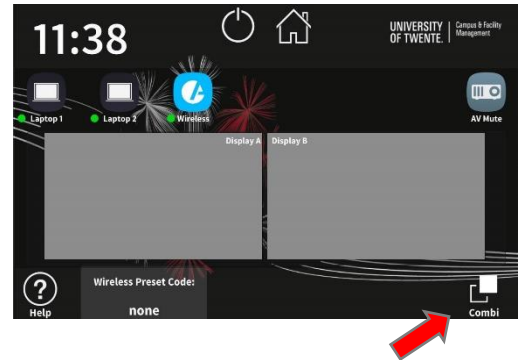 11:38
UNIVERSITY
OF TWENTE.
Campus & Facility
Management
Laptop 1
Laptop 2
Wireless
AV Mute
Display A
Display B
?
Help
Wireless Preset Code:
none
Combi